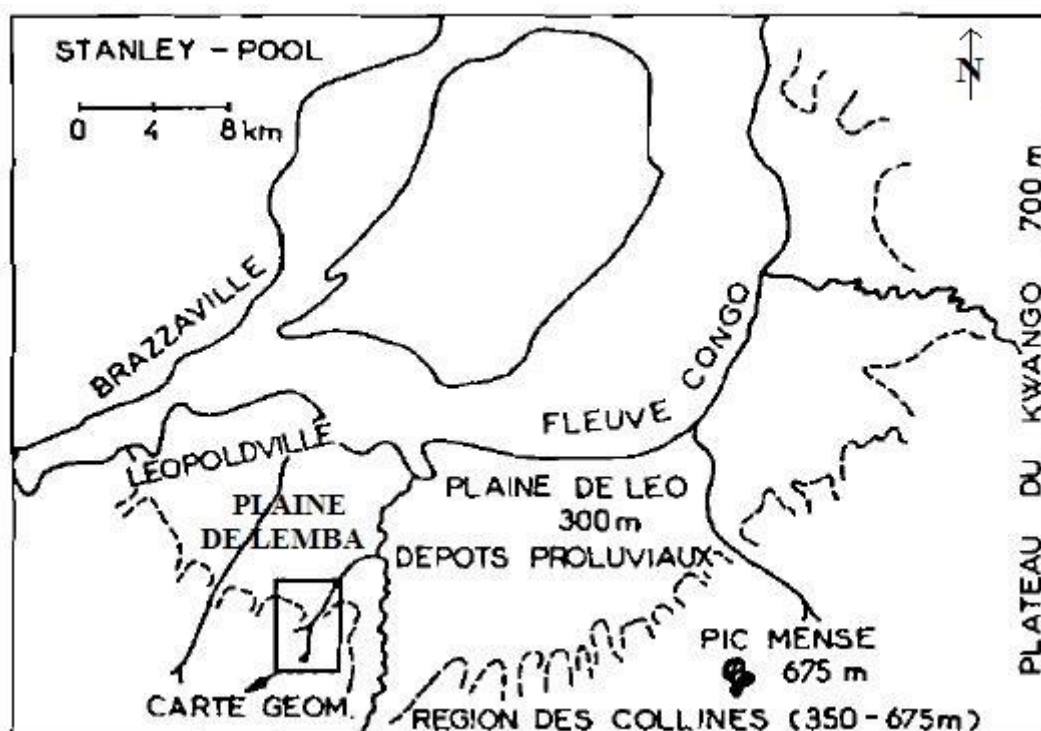 STANLEY - POOL
0 4 8 km
N
BRAZZAVILLE
LEOPOLDVILLE
FLEUVE CONGO
PLATEAU DU KWANGO 700 m
PLAINE
DE LEMBA
PLAINE DE LEO
300 m
DEPOTS PROLUVIAUX
PIC MENSE
675 m
CARTE GEOM.
REGION DES COLLINES (350-675m)